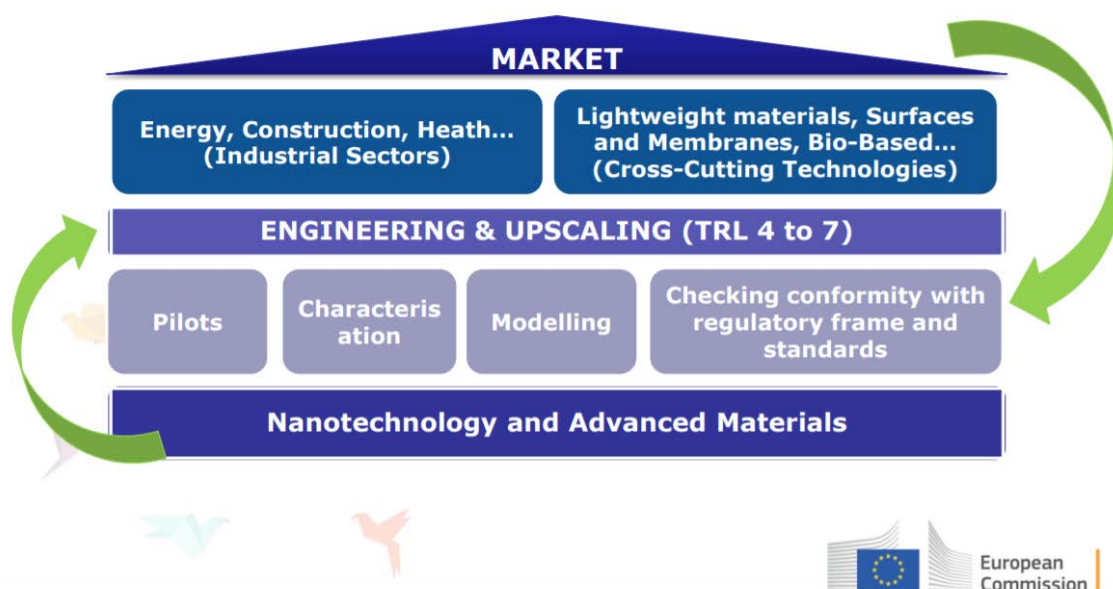 MARKET
Energy, Construction, Heath...
(Industrial Sectors)
Lightweight materials, Surfaces
and Membranes, Bio-Based...
(Cross-Cutting Technologies)
ENGINEERING & UPSCALING (TRL 4 to 7)
Pilots
Characteris
ation
Modelling
Checking conformity with
regulatory frame and
standards
Nanotechnology and Advanced Materials
European
Commission